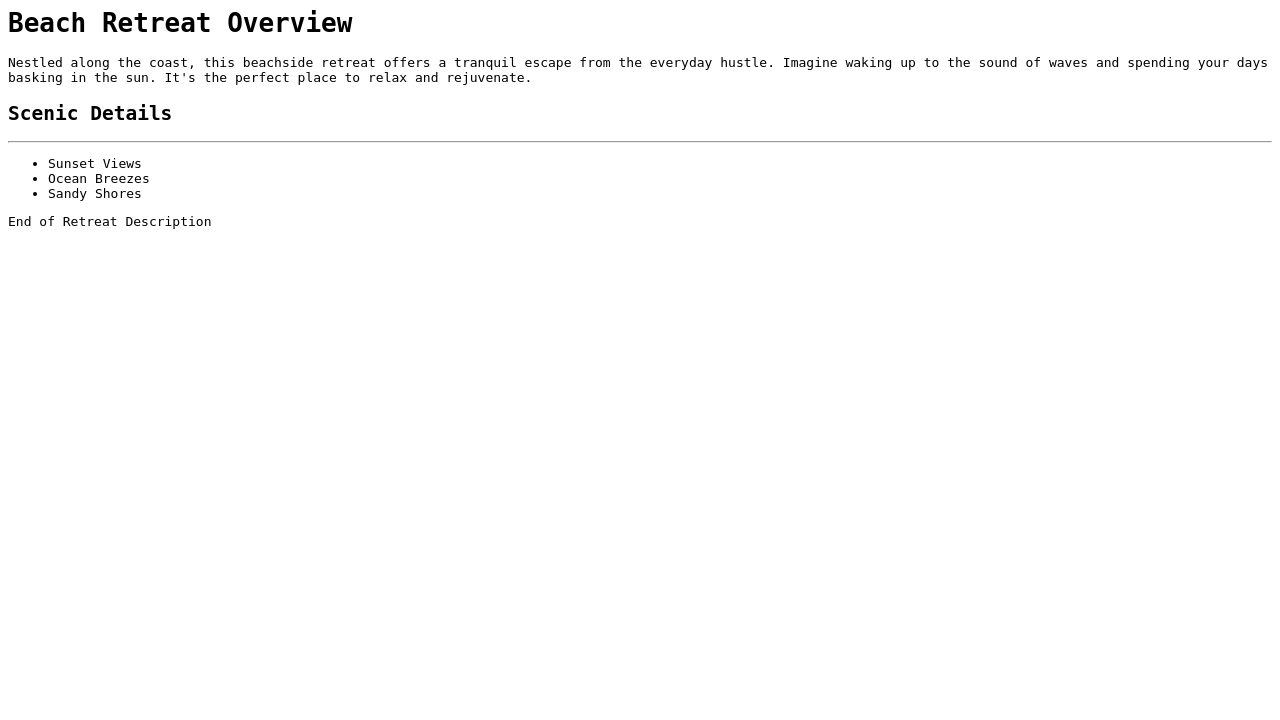 Beach Retreat Overview
Nestled along the coast, this beachside retreat offers a tranquil escape from the everyday hustle. Imagine waking up to the sound of waves and spending your days
basking in the sun. It's the perfect place to relax and rejuvenate.
Scenic Details
• Sunset Views
• Ocean Breezes
• Sandy Shores
End of Retreat Description